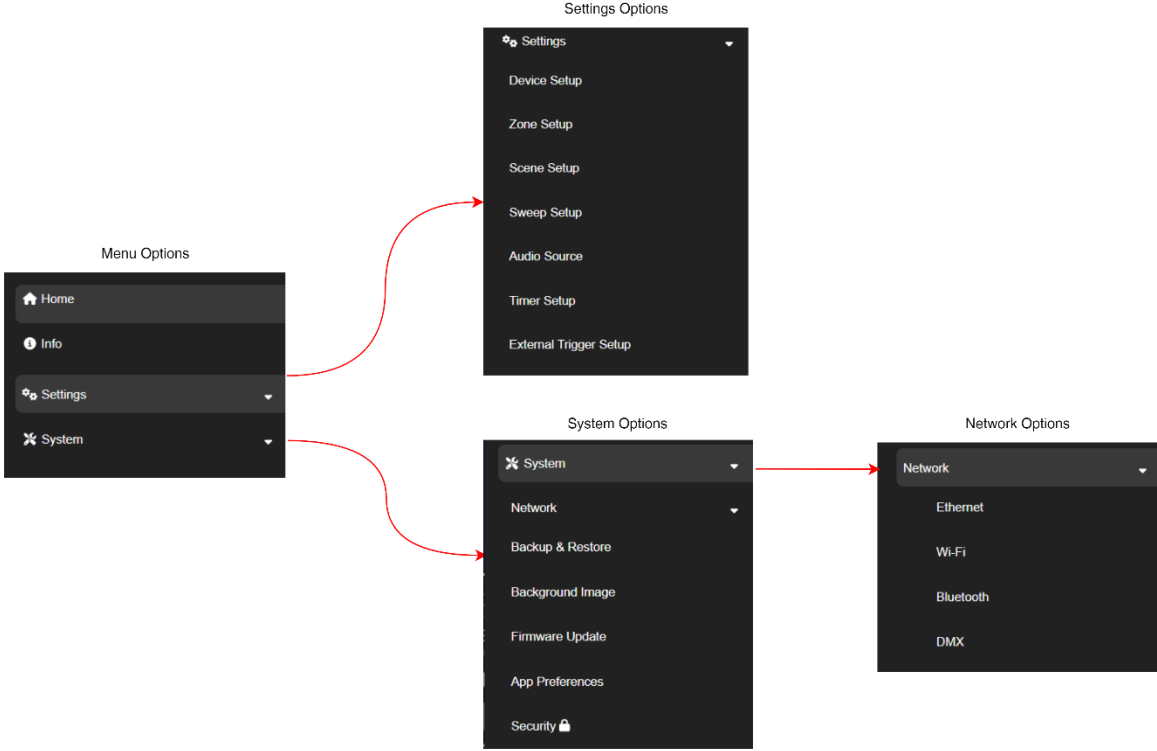 Settings Options
Settings
Device Setup
Zone Setup
Scene Setup
Sweep Setup
Audio Source
Timer Setup
External Trigger Setup
Menu Options
Home
Info
Settings
System
System Options
System
Network
Backup & Restore
Background Image
Firmware Update
App Preferences
Security
Network Options
Network
Ethernet
Wi-Fi
Bluetooth
DMX